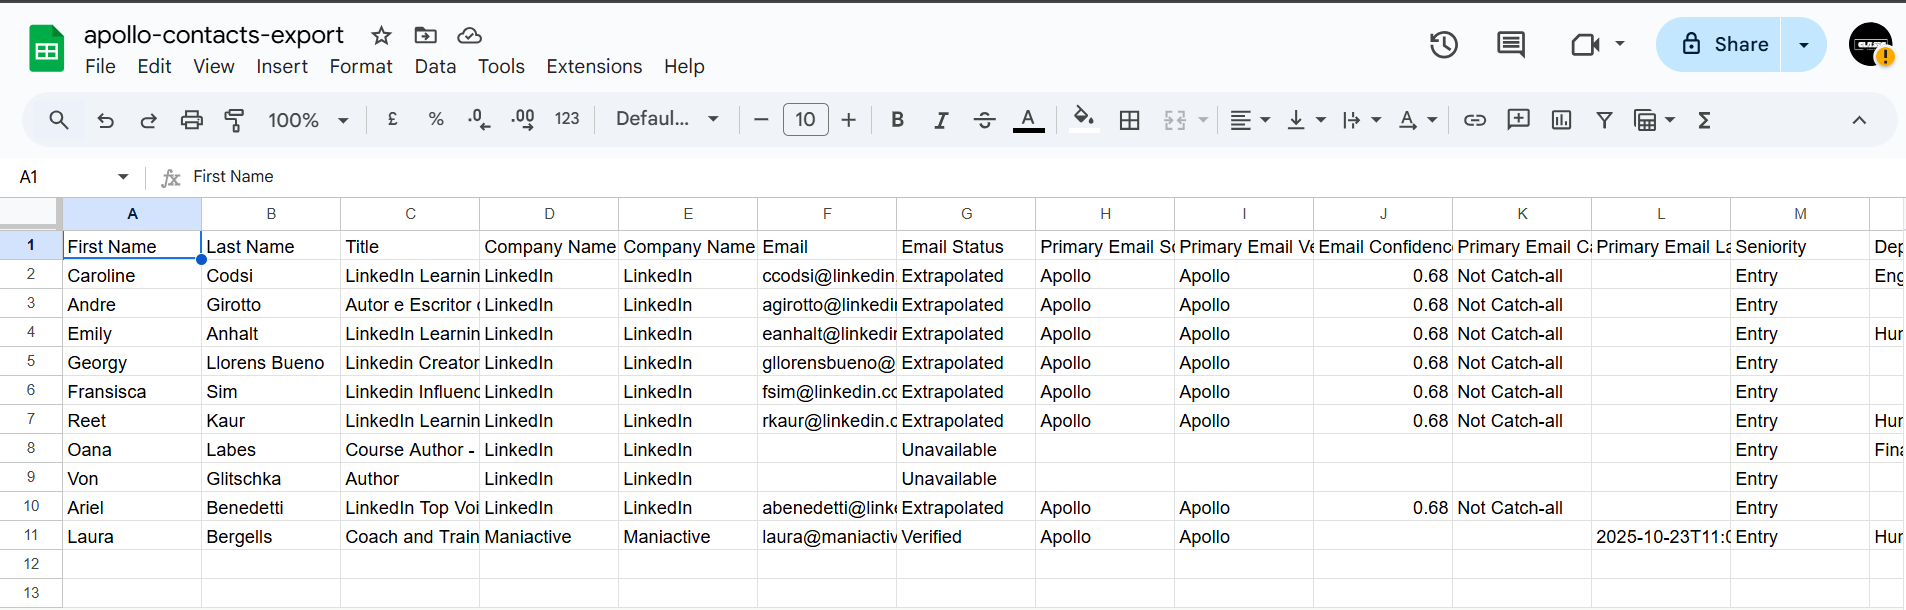 apollo-contacts-export
File Edit View Insert Format Data Tools Extensions Help
Share
100% £ % .0 .00 123 Defaul... 10 B I S A Σ
A1 fx First Name
A B C D E F G H I J K L M
1 First Name Last Name Title Company Name Company Name Email Email Status Primary Email So Primary Email Ve Email Confidenc Primary Email Ca Primary Email La Seniority Dep
2 Caroline Codsi LinkedIn Learnin LinkedIn LinkedIn ccodsi@linkedin. Extrapolated Apollo Apollo 0.68 Not Catch-all Entry Eng
3 Andre Girotto Autor e Escritor LinkedIn LinkedIn agirotto@linkedin Extrapolated Apollo Apollo 0.68 Not Catch-all Entry
4 Emily Anhalt LinkedIn Learnin LinkedIn LinkedIn eanhalt@linkedin Extrapolated Apollo Apollo 0.68 Not Catch-all Entry Hur
5 Georgy Llorens Bueno Linkedin Creator LinkedIn LinkedIn gllorensbueno@ Extrapolated Apollo Apollo 0.68 Not Catch-all Entry
6 Fransisca Sim Linkedin Influenc LinkedIn LinkedIn fsim@linkedin.co Extrapolated Apollo Apollo 0.68 Not Catch-all Entry
7 Reet Kaur LinkedIn Learnin LinkedIn LinkedIn rkaur@linkedin.c Extrapolated Apollo Apollo 0.68 Not Catch-all Entry Hur
8 Oana Labes Course Author - LinkedIn LinkedIn Unavailable Entry Fina
9 Von Glitschka Author LinkedIn LinkedIn Unavailable Entry
10 Ariel Benedetti LinkedIn Top Voi LinkedIn LinkedIn abenedetti@linke Extrapolated Apollo Apollo 0.68 Not Catch-all Entry
11 Laura Bergells Coach and Train Maniactive Maniactive laura@maniactiv Verified Apollo Apollo 2025-10-23T11:0 Entry Hur
12
13